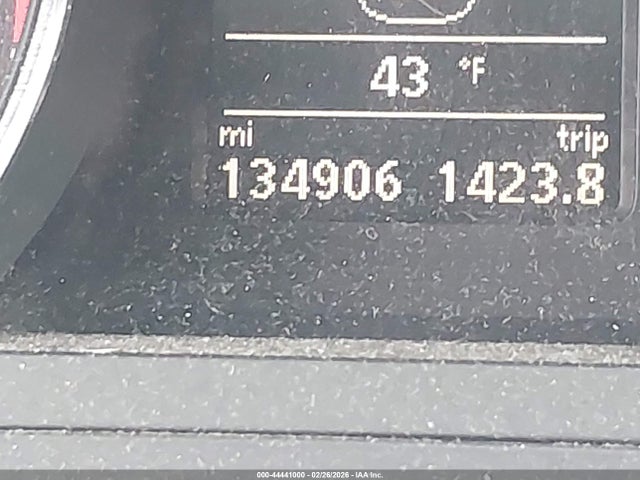 43 °F
mi trip
134906 1423.8
000-44441000 - 02/26/2026 - IAA Inc.